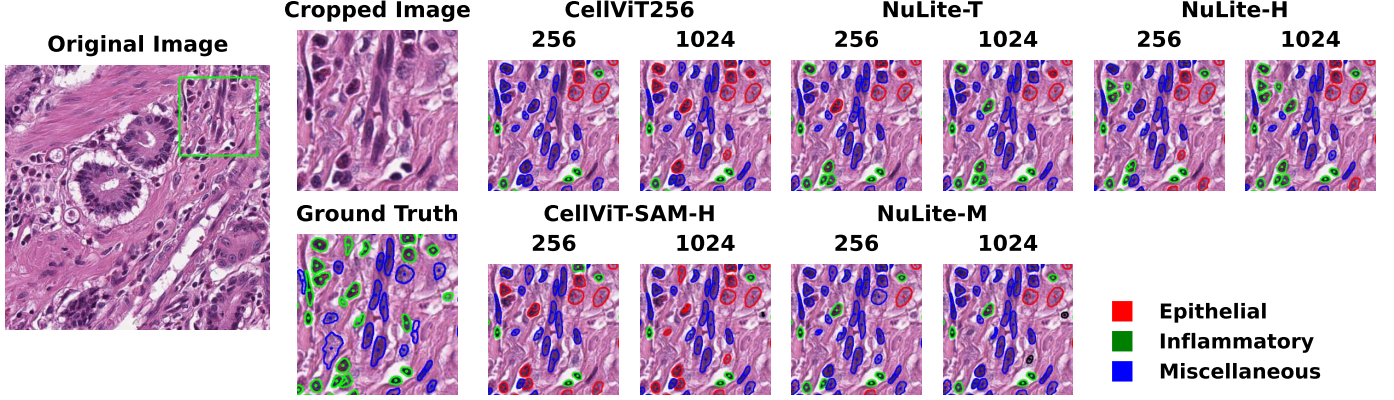 Original Image
Cropped Image
Ground Truth
CellViT256
256 1024
NuLite-T
256 1024
NuLite-H
256 1024
CellViT-SAM-H
256 1024
NuLite-M
256 1024
Epithelial
Inflammatory
Miscellaneous